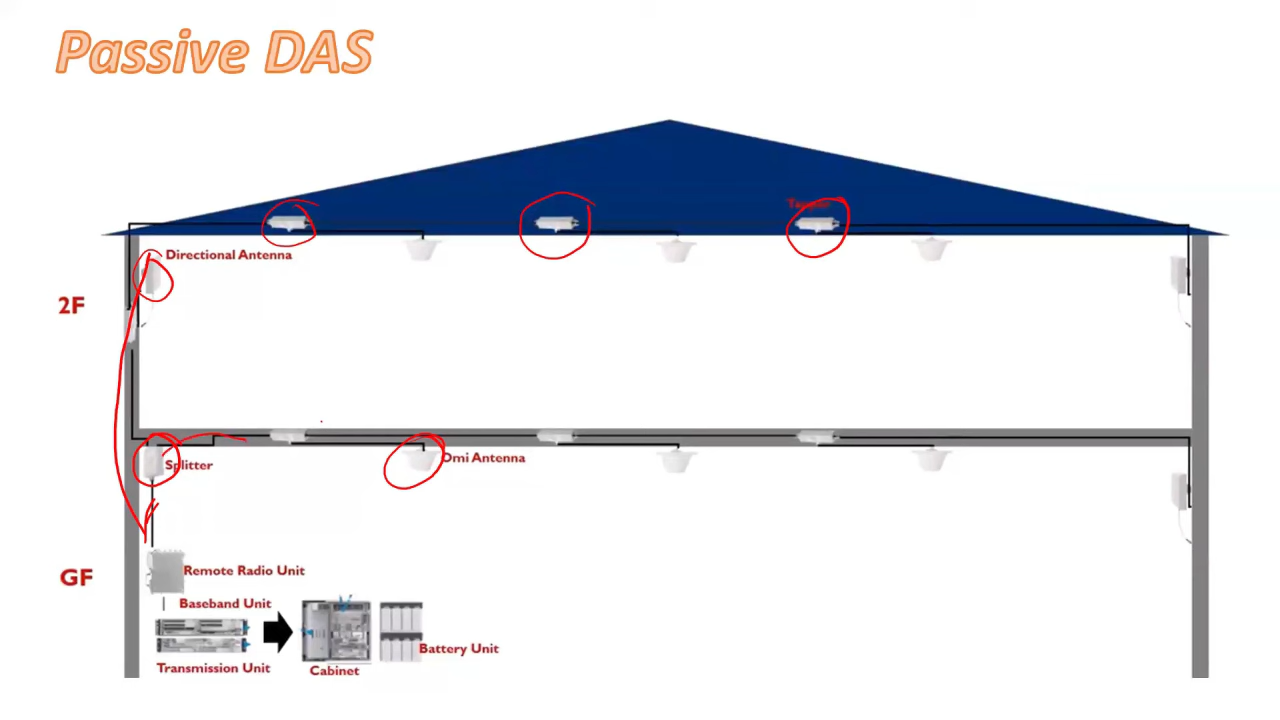 Passive DAS
Directional Antenna
2F
Splitter
Omi Antenna
GF
Remote Radio Unit
Baseband Unit
Battery Unit
Transmission Unit
Cabinet